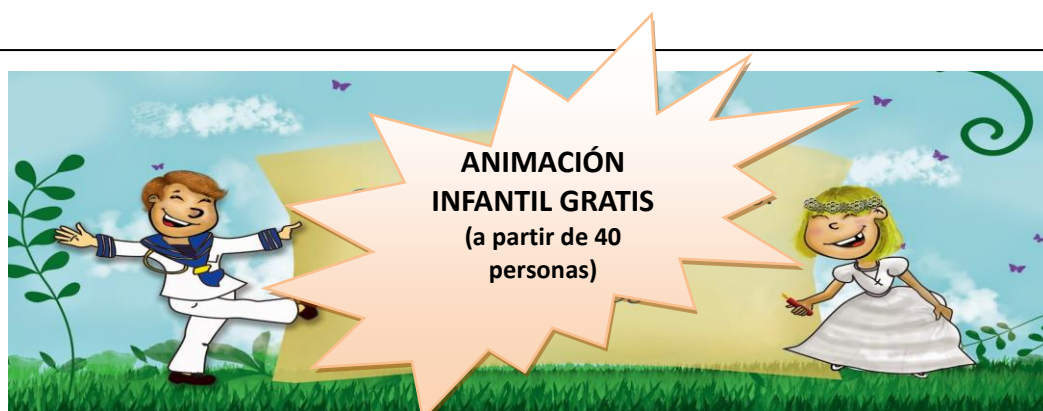 ANIMACIÓN
INFANTIL GRATIS
(a partir de 40
personas)